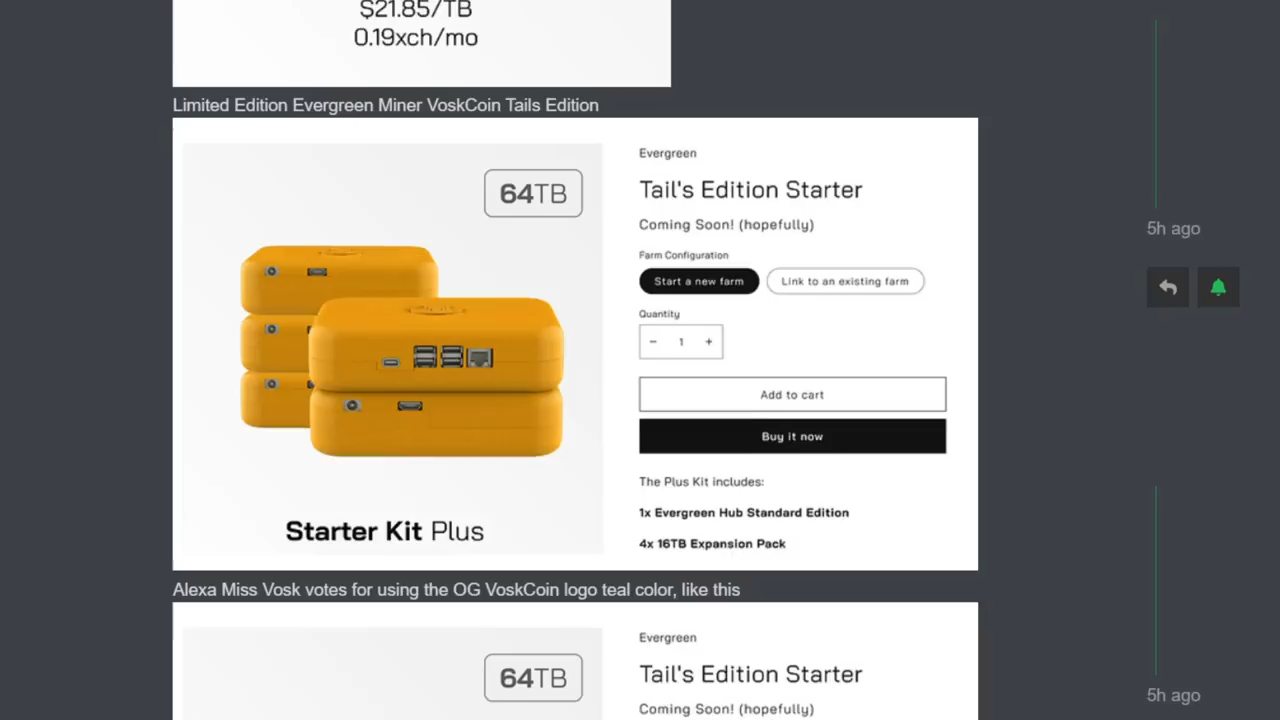 $21.85/TB
0.19xch/mo
Limited Edition Evergreen Miner VoskCoin Tails Edition
64TB
Starter Kit Plus
Evergreen
Tail's Edition Starter
Coming Soon! (hopefully)
Farm Configuration
Start a new farm
Link to an existing farm
Quantity
− 1 +
Add to cart
Buy it now
The Plus Kit includes:
1x Evergreen Hub Standard Edition
4x 16TB Expansion Pack
5h ago
Alexa Miss Vosk votes for using the OG VoskCoin logo teal color, like this
64TB
Evergreen
Tail's Edition Starter
Coming Soon! (hopefully)
5h ago